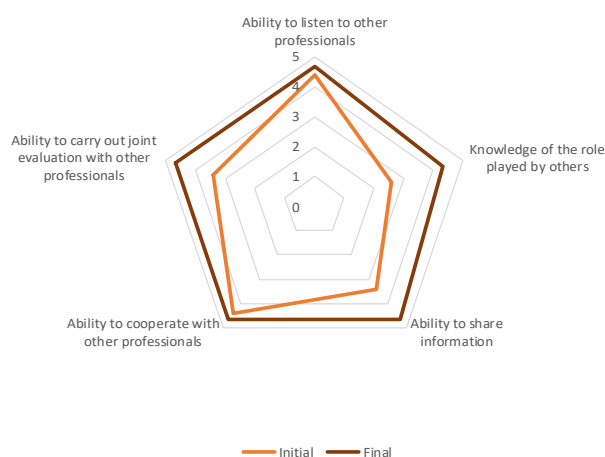 Ability to listen to other
professionals
5
4
3
2
1
0
Knowledge of the role
played by others
Ability to share
information
Ability to cooperate with
other professionals
Ability to carry out joint
evaluation with other
professionals
Initial
Final